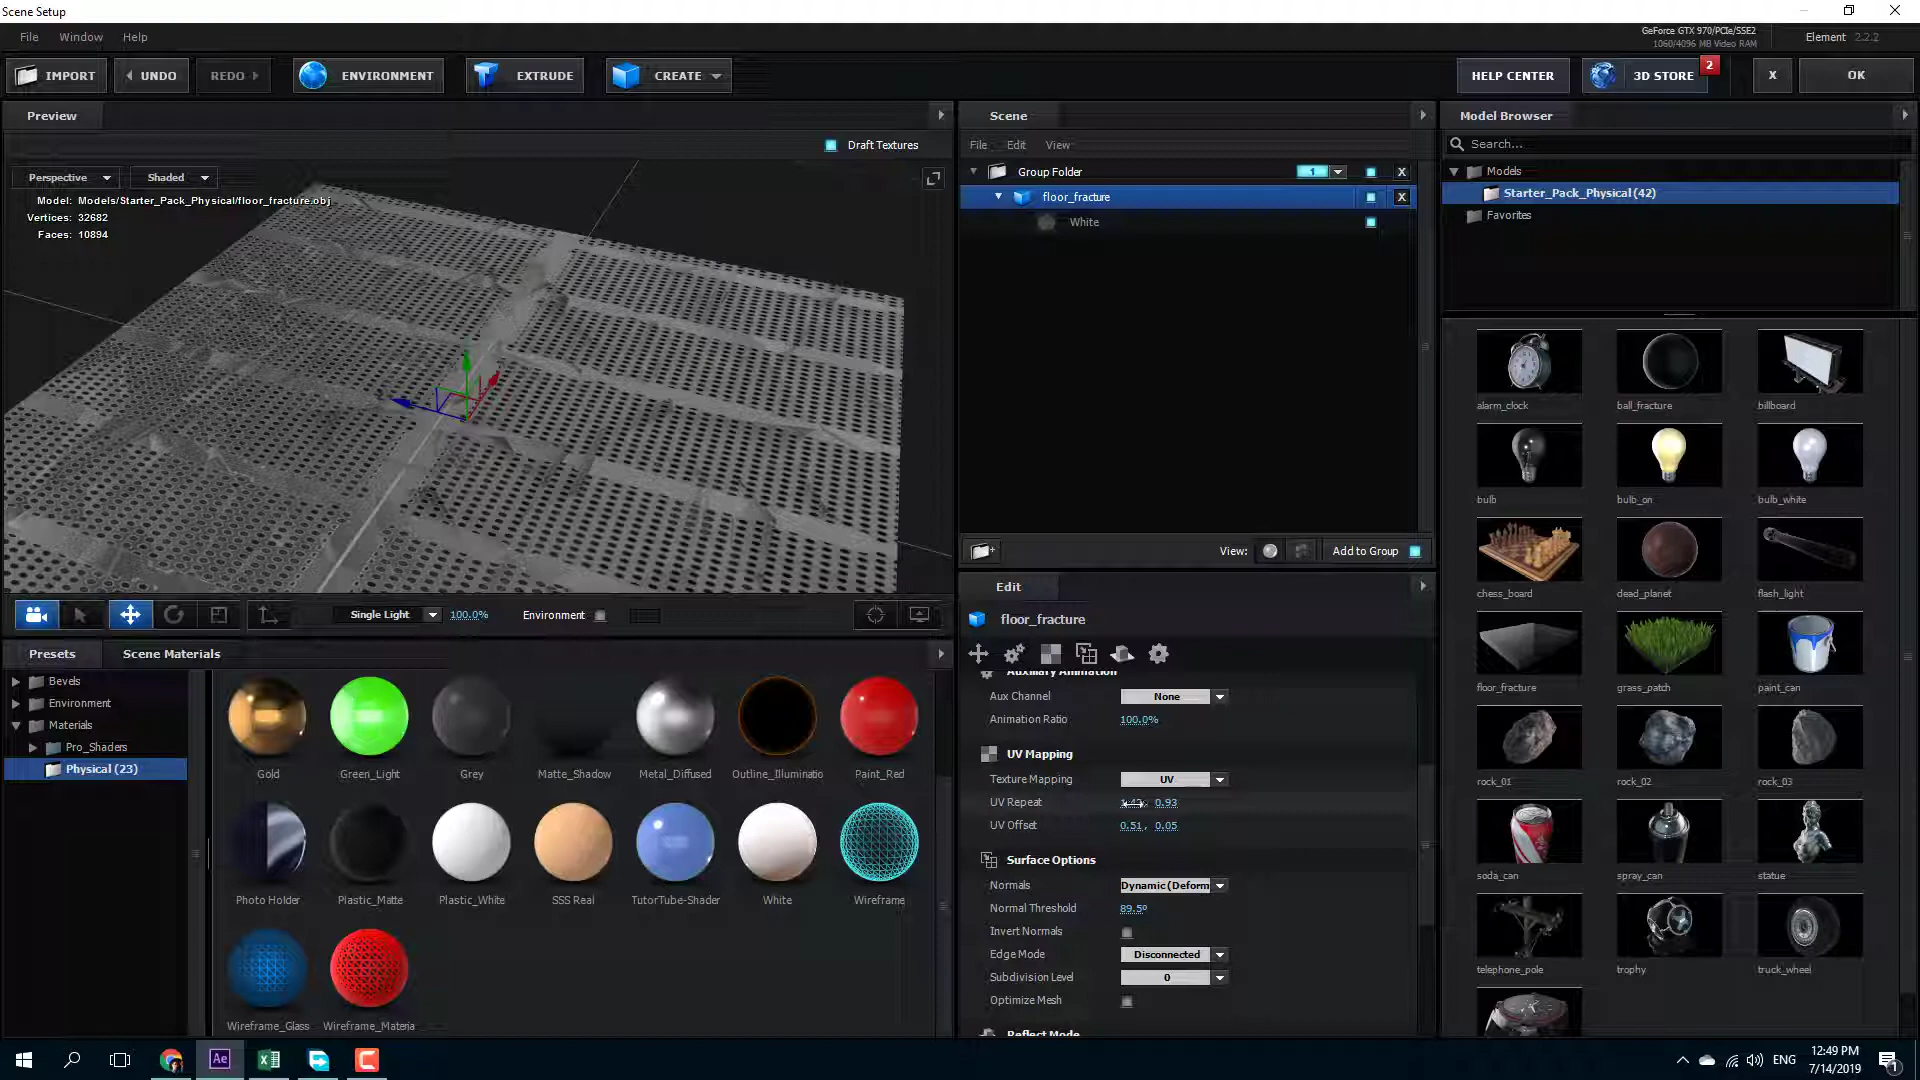 Scene Setup
File Window Help
GeForce GTX 970/PCIe/SSE2
1060/4096 MB Video RAM
Element 2.2.2
IMPORT UNDO REDO ENVIRONMENT EXTRUDE CREATE HELP CENTER 3D STORE 2 X OK
Preview
Draft Textures
Perspective Shaded
Model: Models/Starter_Pack_Physical/floor_fracture.obj
Vertices: 32682
Faces: 10894
Single Light 100.0% Environment
Scene
File Edit View
Group Folder 1 X
floor_fracture X
White
View: Add to Group
Model Browser
Search...
Models
Starter_Pack_Physical (42)
Favorites
alarm_clock ball_fracture billboard
bulb bulb_on bulb_white
chess_board dead_planet flash_light
floor_fracture grass_patch paint_can
rock_01 rock_02 rock_03
soda_can spray_can statue
telephone_pole trophy truck_wheel
Presets Scene Materials
Bevels
Environment
Materials
Pro_Shaders
Physical (23)
Gold Green_Light Grey Matte_Shadow Metal_Diffused Outline_Illuminatio Paint_Red
Photo Holder Plastic_Matte Plastic_White SSS Real TutorTube-Shader White Wireframe
Wireframe_Glass Wireframe_Materia
Edit
floor_fracture
Auxiliary Animation
Aux Channel None
Animation Ratio 100.0%
UV Mapping
Texture Mapping UV
UV Repeat 0.93
UV Offset 0.51, 0.05
Surface Options
Normals Dynamic (Deform
Normal Threshold 89.5º
Invert Normals
Edge Mode Disconnected
Subdivision Level 0
Optimize Mesh
Reflect Mode
Ae
ENG
12:49 PM
7/14/2019
1